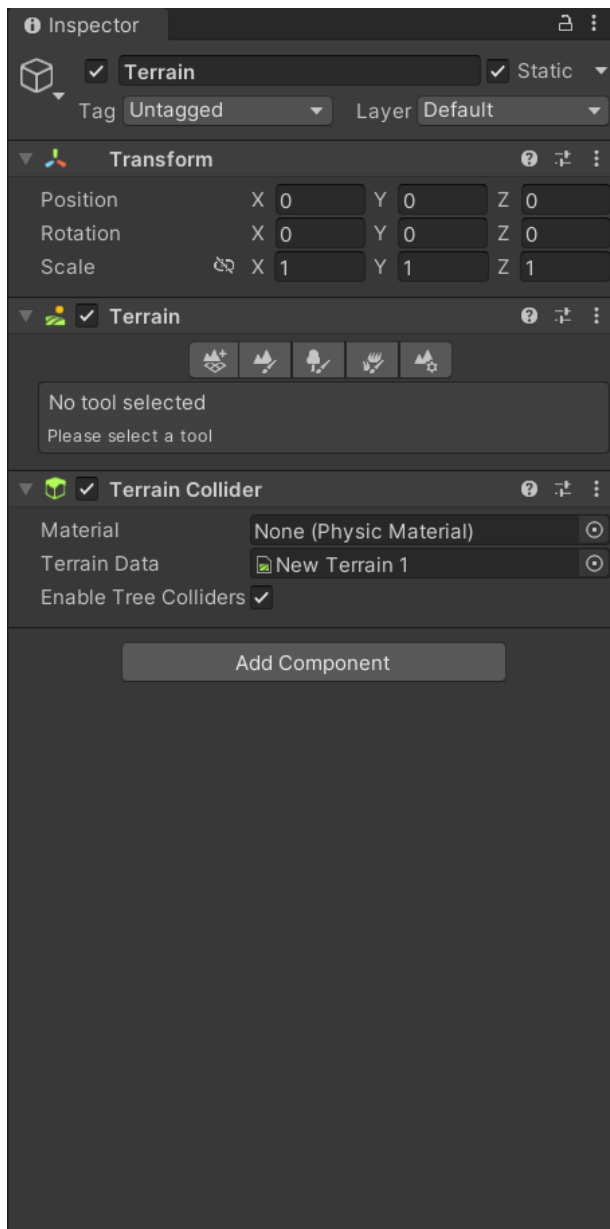 Inspector
Terrain Static
Tag Untagged Layer Default
Transform
Position X 0 Y 0 Z 0
Rotation X 0 Y 0 Z 0
Scale X 1 Y 1 Z 1
Terrain
No tool selected
Please select a tool
Terrain Collider
Material None (Physic Material)
Terrain Data New Terrain 1
Enable Tree Colliders
Add Component